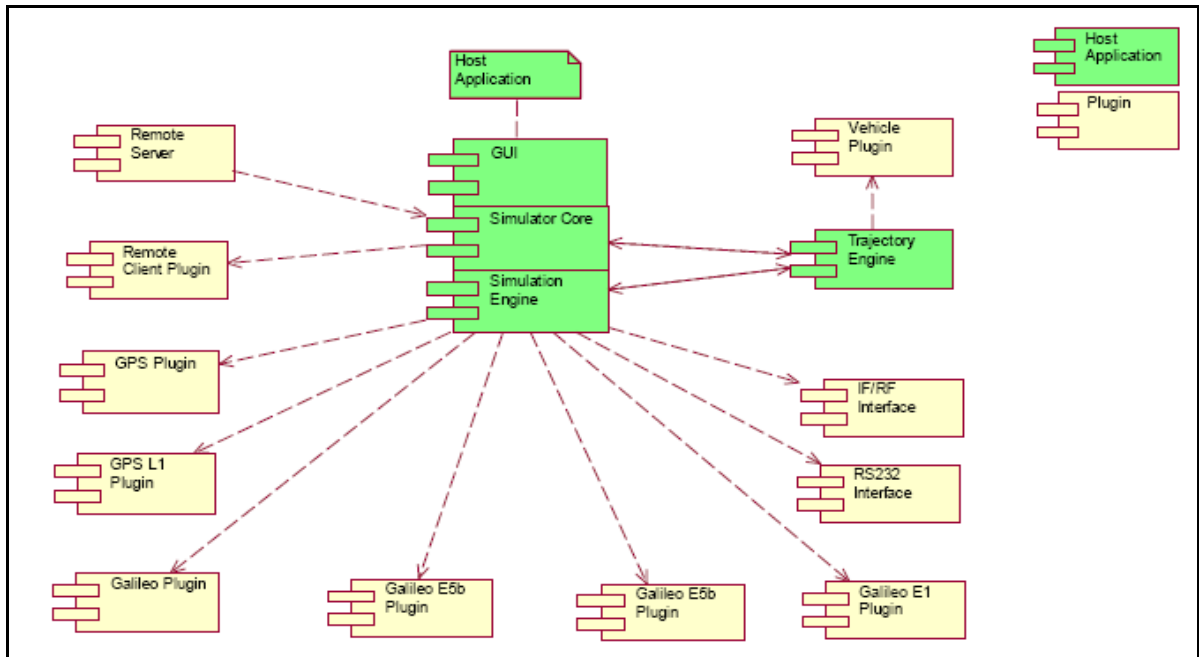 Host
Application
Host
Application
Plugin
Remote
Server
GUI
Vehicle
Plugin
Simulator Core
Trajectory
Engine
Remote
Client Plugin
Simulation
Engine
GPS Plugin
IF/RF
Interface
GPS L1
Plugin
RS232
Interface
Galileo Plugin
Galileo E5b
Plugin
Galileo E5b
Plugin
Galileo E1
Plugin